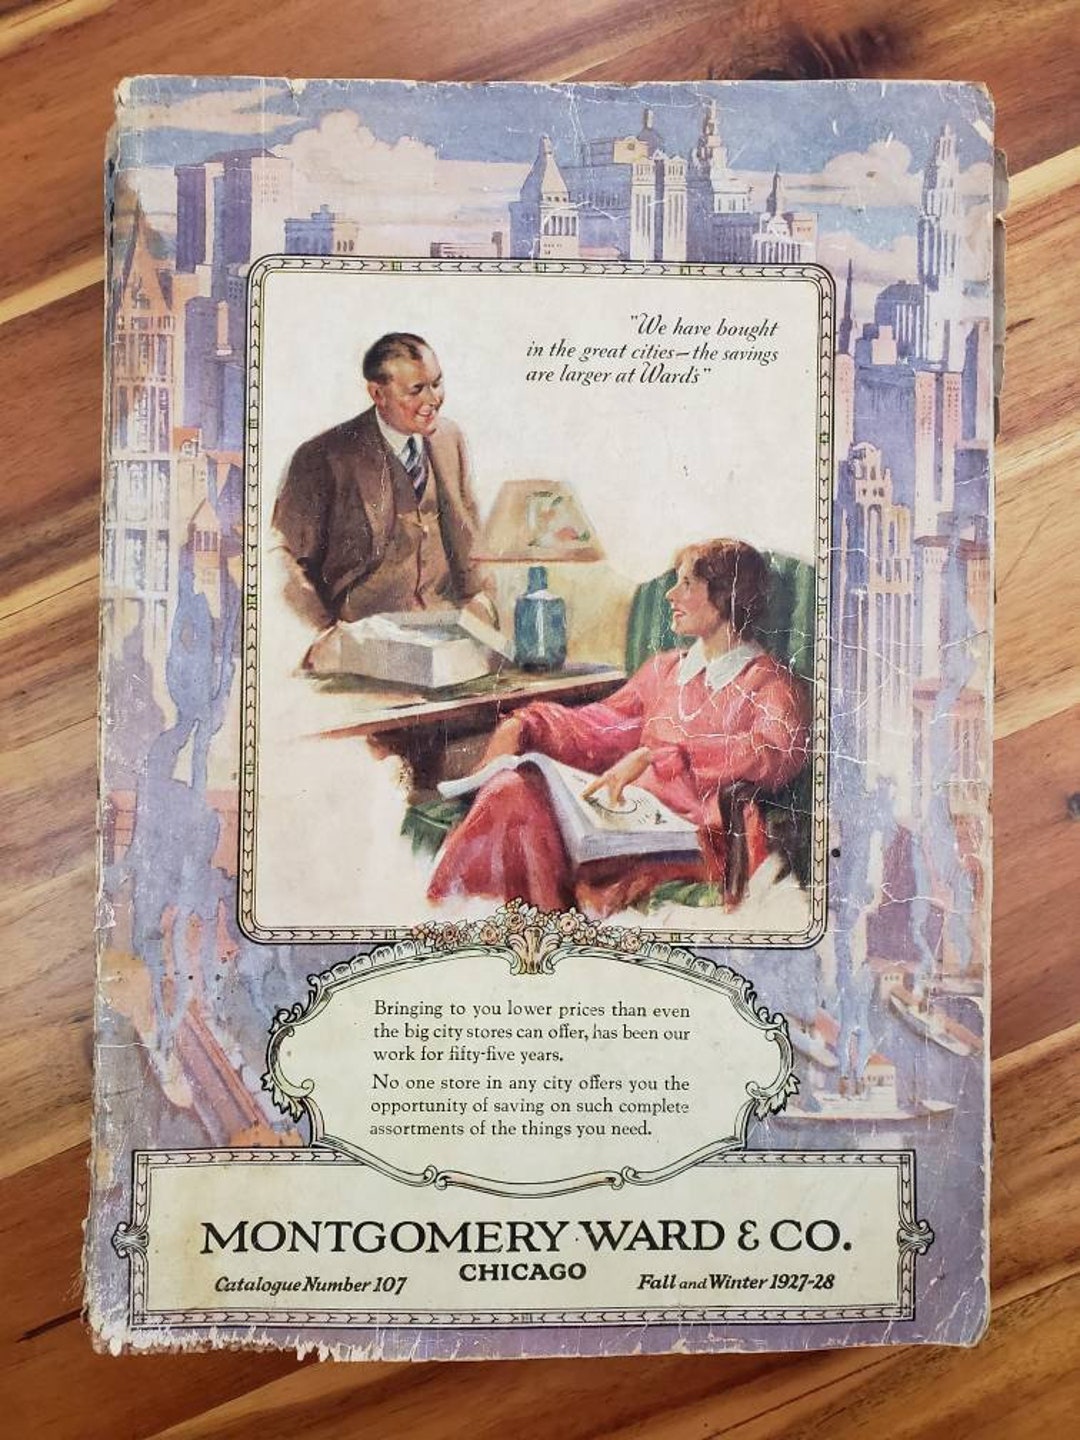 "We have bought
in the great cities—the savings
are larger at Ward's"
Bringing to you lower prices than even
the big city stores can offer, has been our
work for fifty-five years.
No one store in any city offers you the
opportunity of saving on such complete
assortments of the things you need.
MONTGOMERY WARD & CO.
CHICAGO
Catalogue Number 107 Fall and Winter 1927-28